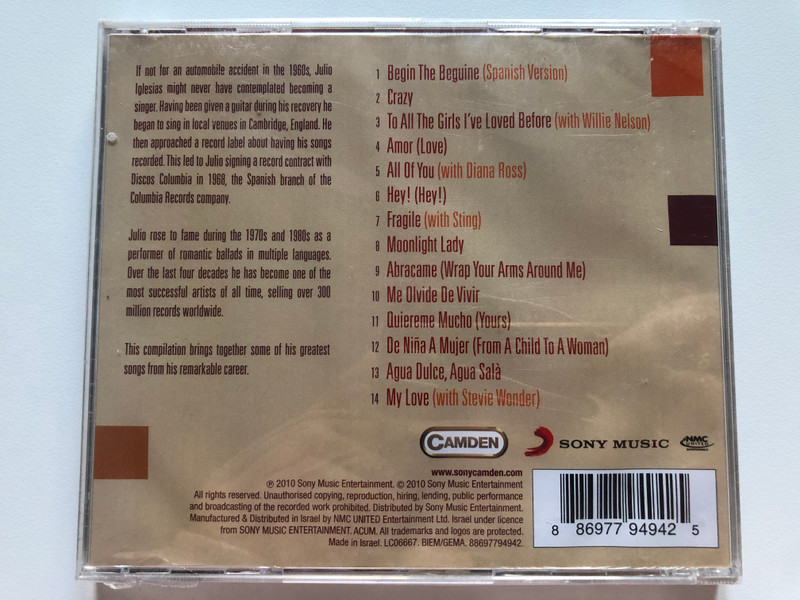 If not for an automobile accident in the 1960s, Julio
Iglesias might never have contemplated becoming a
singer. Having been given a guitar during his recovery he
began to sing in local venues in Cambridge, England. He
then approached a record label about having his songs
recorded. This led to Julio signing a record contract with
Discos Columbia in 1968, the Spanish branch of the
Columbia Records company.
Julio rose to fame during the 1970s and 1980s as a
performer of romantic ballads in multiple languages.
Over the last four decades he has become one of the
most successful artists of all time, selling over 300
million records worldwide.
This compilation brings together some of his greatest
songs from his remarkable career.
1 Begin The Beguine (Spanish Version)
2 Crazy
3 To All The Girls I've Loved Before (with Willie Nelson)
4 Amor (Love)
5 All Of You (with Diana Ross)
6 Hey! (Hey!)
7 Fragile (with Sting)
8 Moonlight Lady
9 Abracame (Wrap Your Arms Around Me)
10 Me Olvide De Vivir
11 Quiereme Mucho (Yours)
12 De Niña A Mujer (From A Child To A Woman)
13 Agua Dulce, Agua Salà
14 My Love (with Stevie Wonder)
CAMDEN SONY MUSIC NMC UNITED
www.sonycamden.com
℗ 2010 Sony Music Entertainment. © 2010 Sony Music Entertainment
All rights reserved. Unauthorised copying, reproduction, hiring, lending, public performance
and broadcasting of the recorded work prohibited. Distributed by Sony Music Entertainment.
Manufactured & Distributed in Israel by NMC UNITED Entertainment Ltd. Israel under licence
from SONY MUSIC ENTERTAINMENT. ACUM. All trademarks and logos are protected.
Made in Israel. LC06667. BIEM/GEMA. 88697794942.
8 86977 94942 5